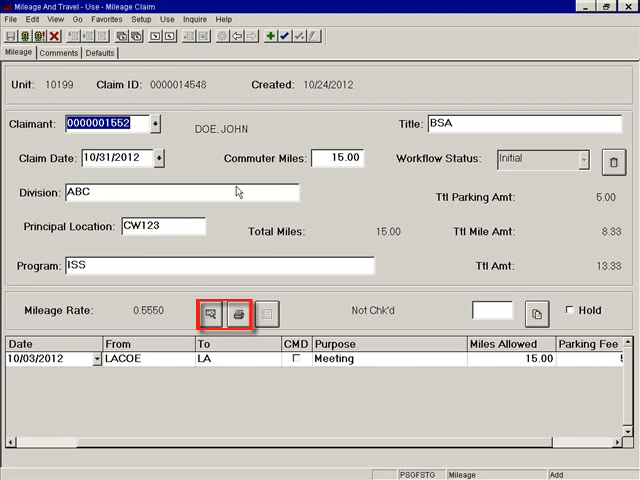 Mileage And Travel - Use - Mileage Claim
File Edit View Go Favorites Setup Use Inquire Help
Mileage Comments Defaults
Unit: 10199 Claim ID: 0000014548 Created: 10/24/2012
Claimant: 0000001552 DOE, JOHN Title: BSA
Claim Date: 10/31/2012 Commuter Miles: 15.00 Workflow Status: Initial
Division: ABC Ttl Parking Amt: 5.00
Principal Location: CW123 Total Miles: 15.00 Ttl Mile Amt: 8.33
Program: ISS Ttl Amt: 13.33
Mileage Rate: 0.5550 Not Chk'd Hold
Date From To CMD Purpose Miles Allowed Parking Fee
10/03/2012 LACOE LA Meeting 15.00
PSGFSTG Mileage Add